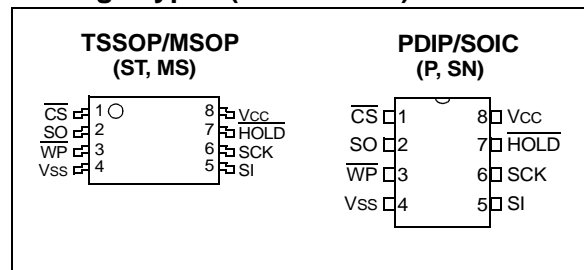 TSSOP/MSOP
(ST, MS)
CS 1 8 VCC
SO 2 7 HOLD
WP 3 6 SCK
VSS 4 5 SI
PDIP/SOIC
(P, SN)
CS 1 8 VCC
SO 2 7 HOLD
WP 3 6 SCK
VSS 4 5 SI